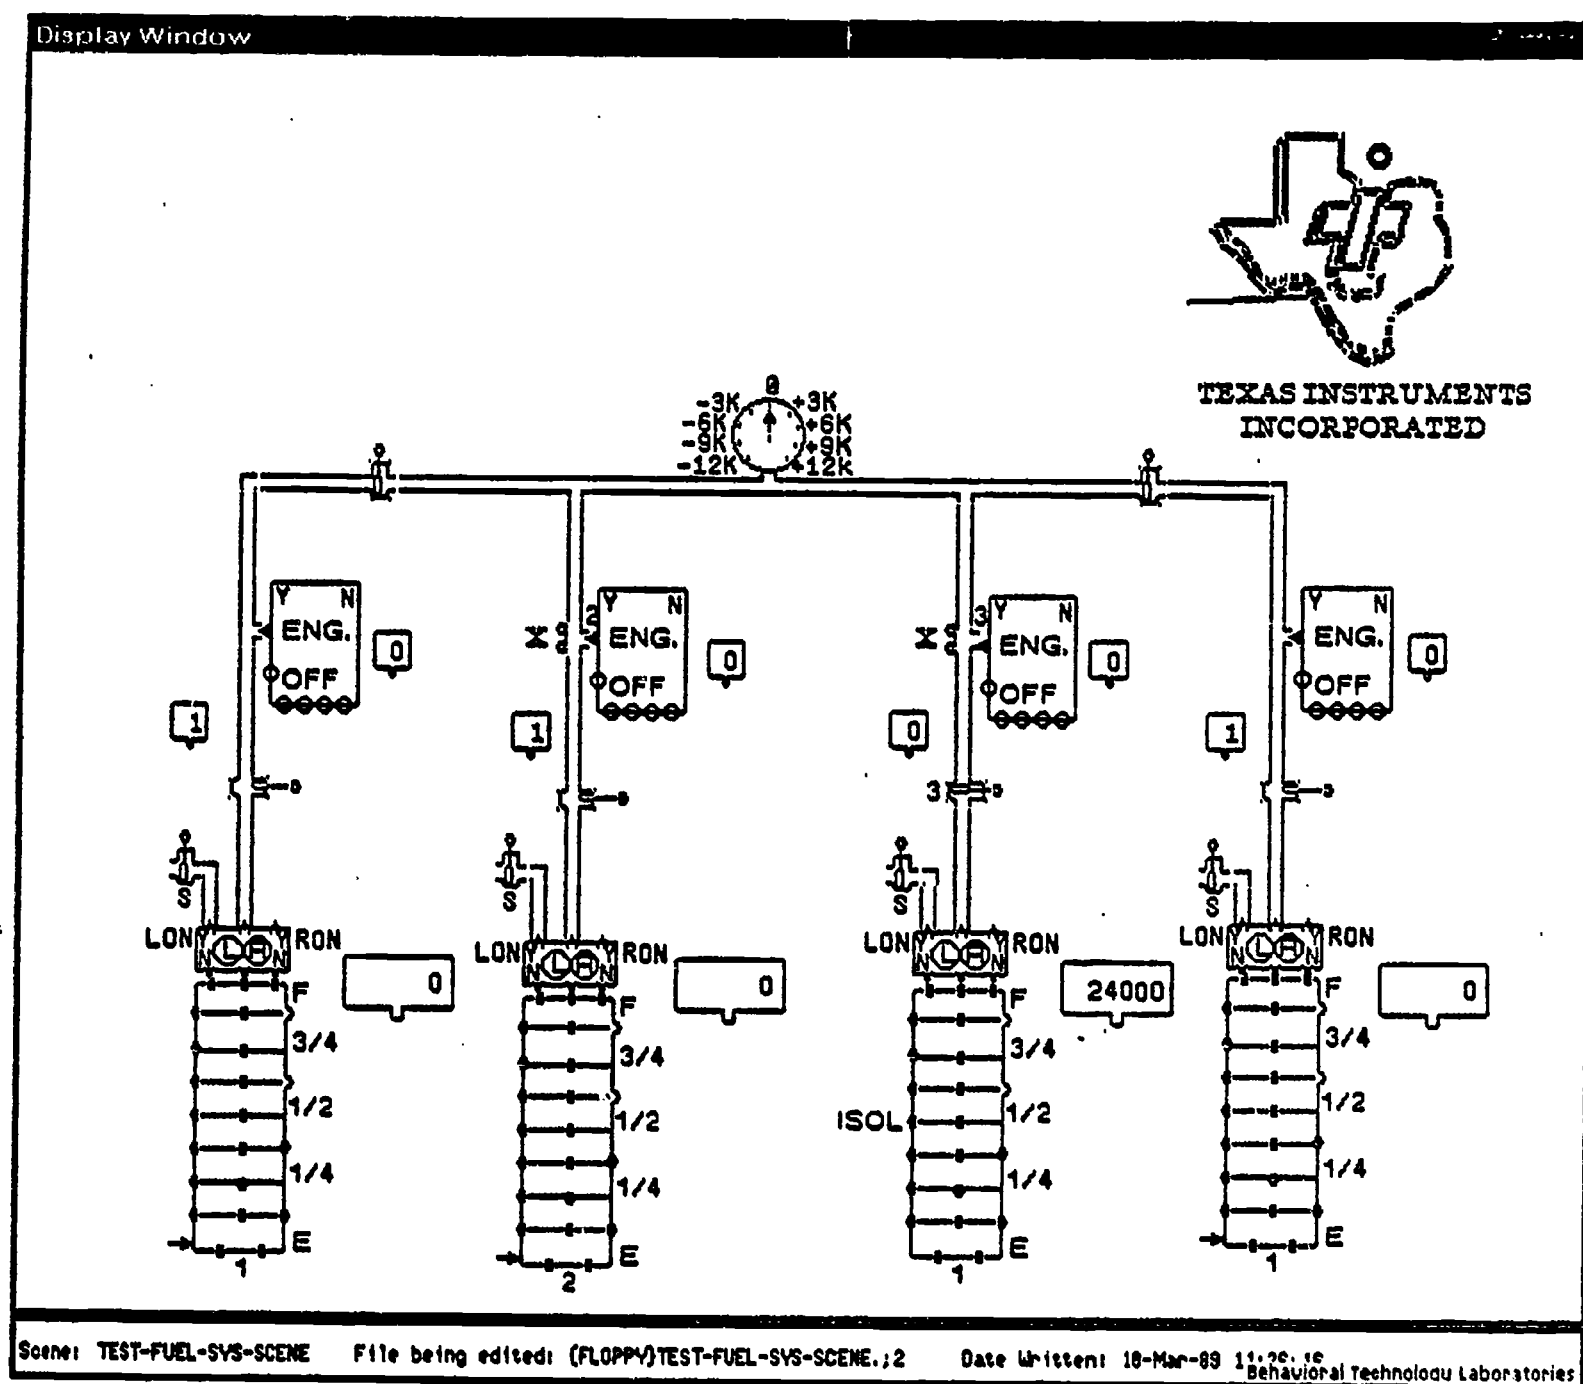 Display Window
TEXAS INSTRUMENTS
INCORPORATED
0
-3K +3K
-6K +6K
-9K +9K
-12K +12K
Y N
ENG.
OFF
0
1
S
LON L R RON
Y N
0
F
3/4
1/2
1/4
E
1
2
Y N
ENG.
OFF
0
1
S
LON L R RON
Y N
0
F
3/4
1/2
1/4
E
2
3
Y N
ENG.
OFF
0
0
3
S
LON L R RON
Y N
24000
F
3/4
ISOL 1/2
1/4
E
1
Y N
ENG.
OFF
0
1
S
LON L R RON
Y N
0
F
3/4
1/2
1/4
E
1
Scene: TEST-FUEL-SYS-SCENE File being edited: {FLOPPY}TEST-FUEL-SYS-SCENE.;2 Date Written:
Behavioral Technology Laboratories